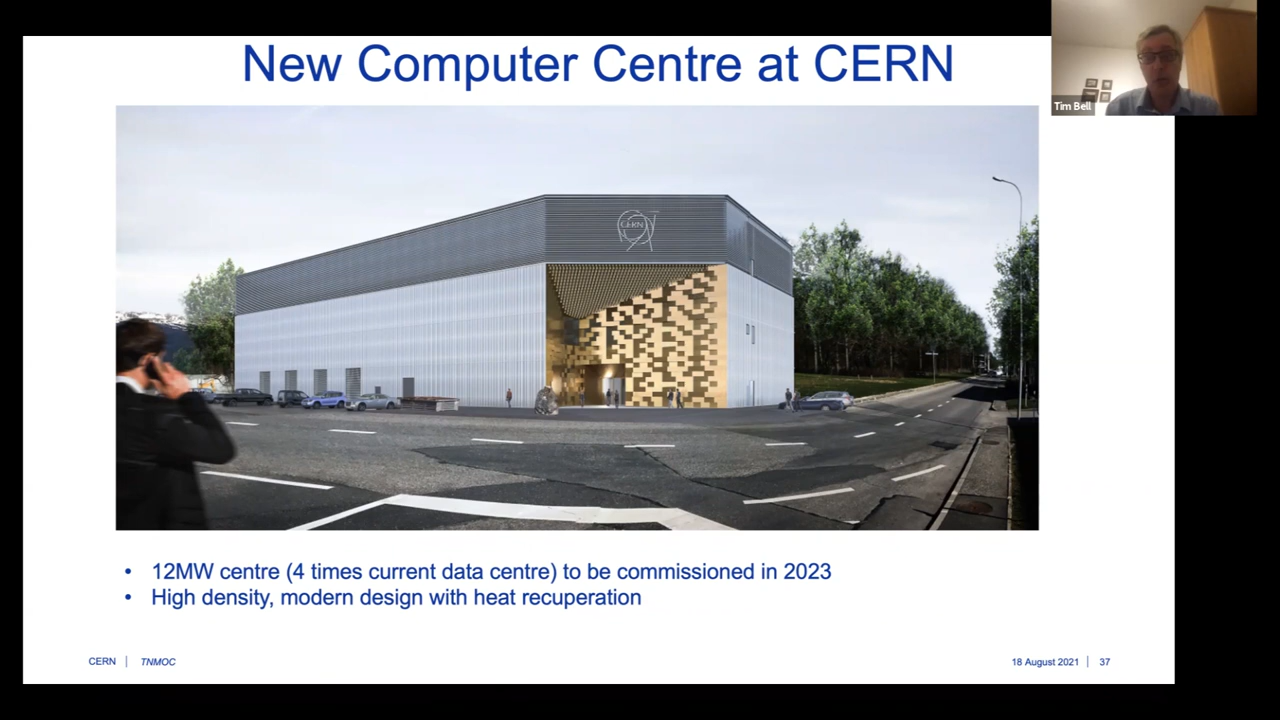 New Computer Centre at CERN
Tim Bell
CERN
• 12MW centre (4 times current data centre) to be commissioned in 2023
• High density, modern design with heat recuperation
CERN | TNMOC
18 August 2021 | 37